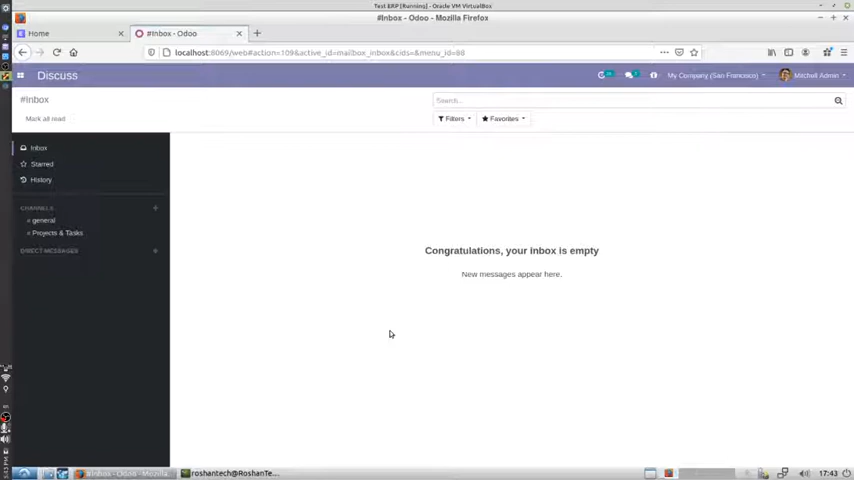 Test ERP [Running] - Oracle VM VirtualBox
#Inbox - Odoo - Mozilla Firefox
Home
#Inbox - Odoo
localhost:8069/web#action=109&active_id=mailbox_inbox&cids=&menu_id=88
Discuss
My Company (San Francisco)
Mitchell Admin
#Inbox
Search...
Mark all read
Filters
Favorites
Inbox
Starred
History
CHANNELS
# general
# Projects & Tasks
DIRECT MESSAGES
Congratulations, your inbox is empty
New messages appear here.
#Inbox - Odoo - Mozilla
roshantech@RoshanTe...
17:43